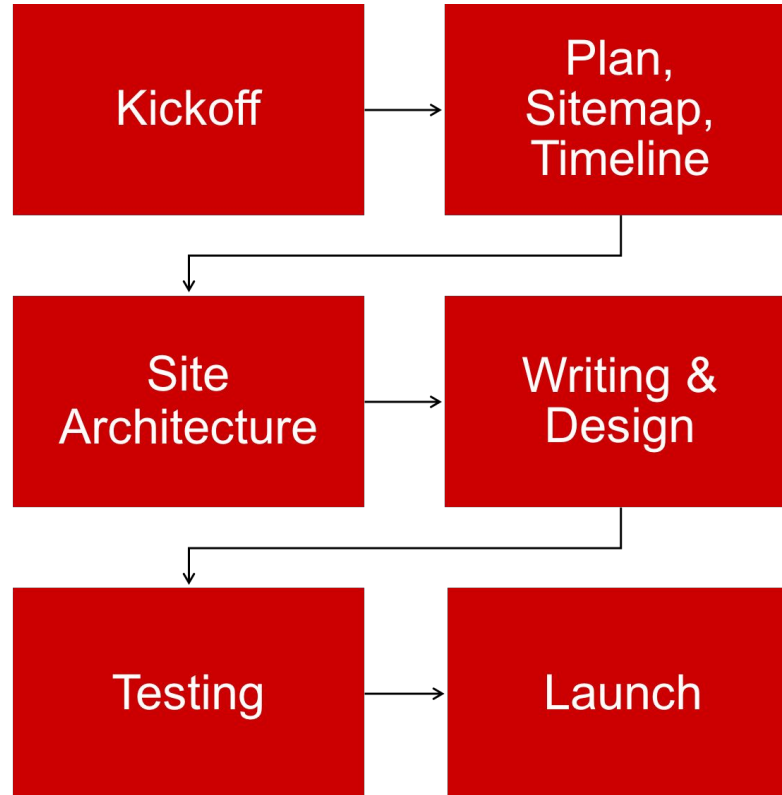 Kickoff
Plan,
Sitemap,
Timeline
Site
Architecture
Writing &
Design
Testing
Launch